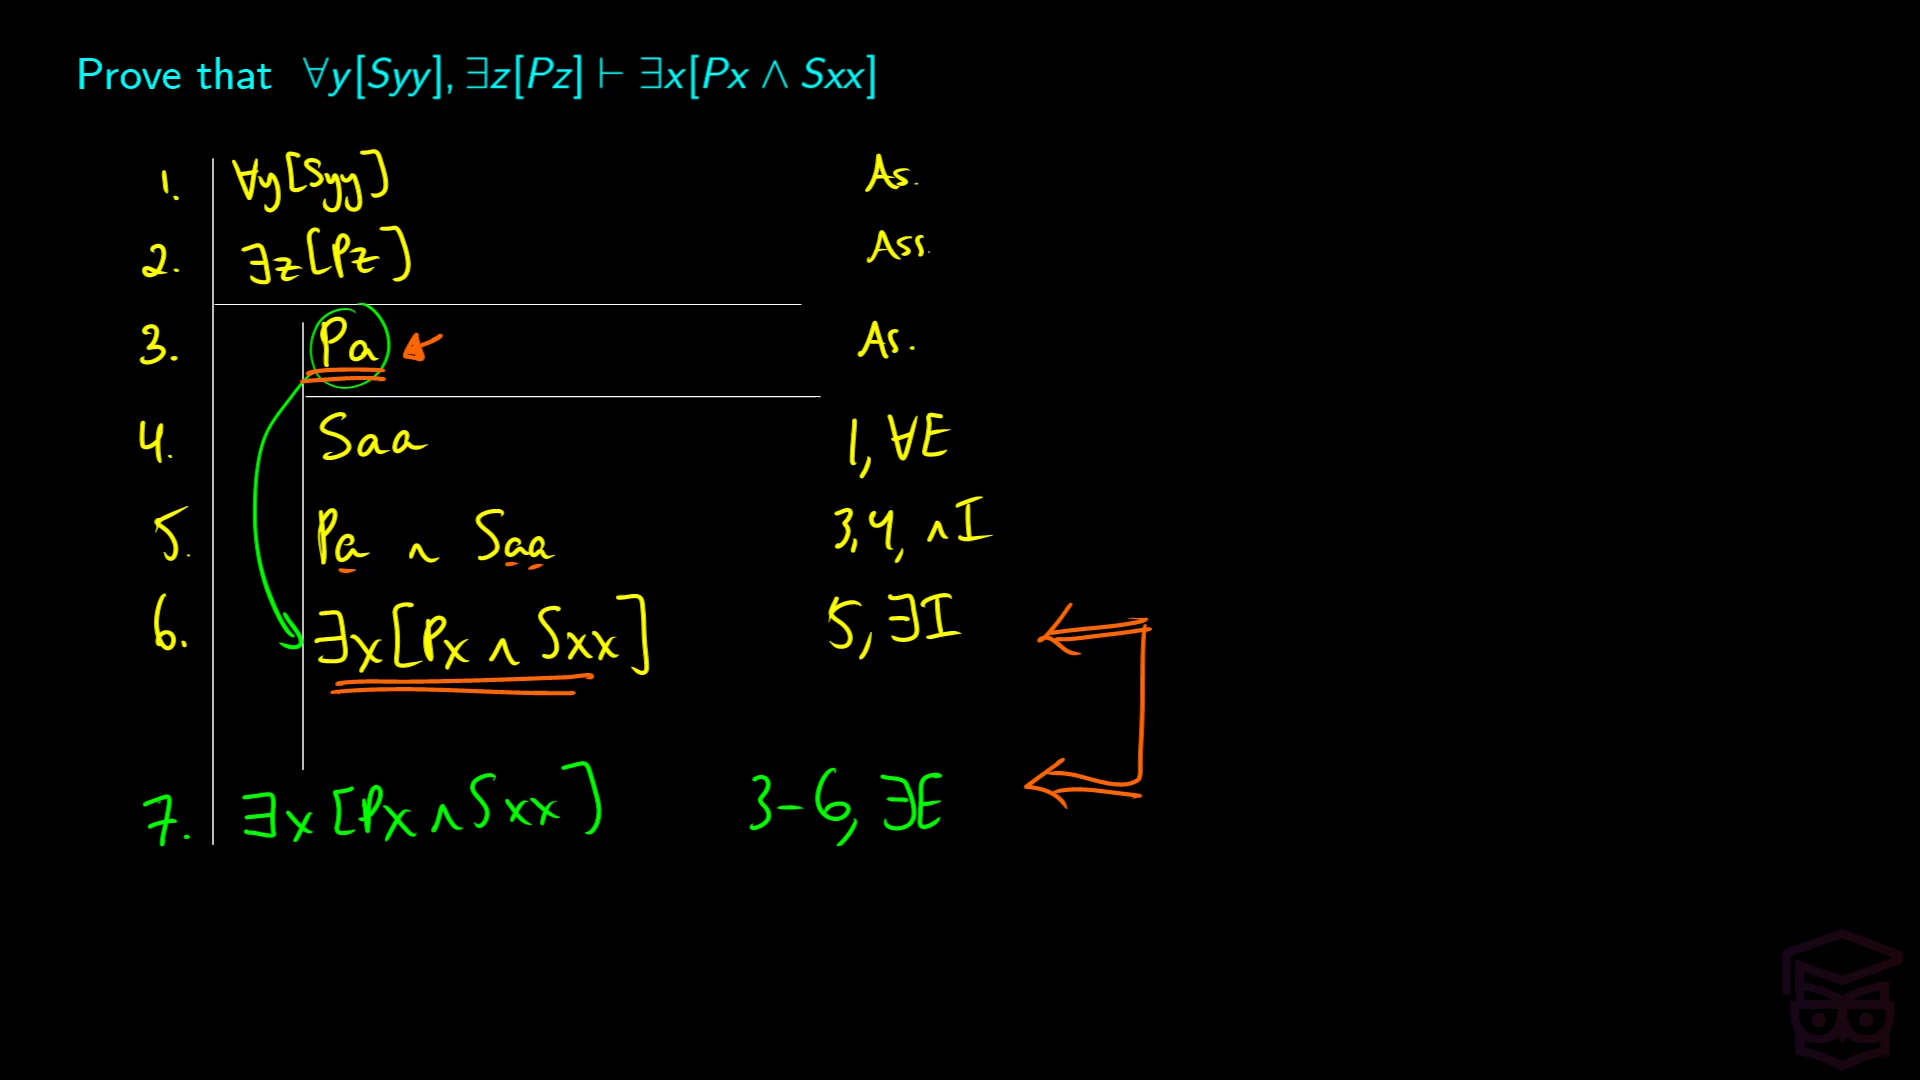 Prove that ∀y[Syy], ∃z[Pz] ⊢ ∃x[Px ∧ Sxx]
1. ∀y[Syy] As.
2. ∃z[Pz] Ass.
3. Pa As.
4. Saa 1, ∀E
5. Pa ∧ Saa 3,4, ∧I
6. ∃x[Px ∧ Sxx] 5, ∃I
7. ∃x[Px ∧ Sxx] 3-6, ∃E